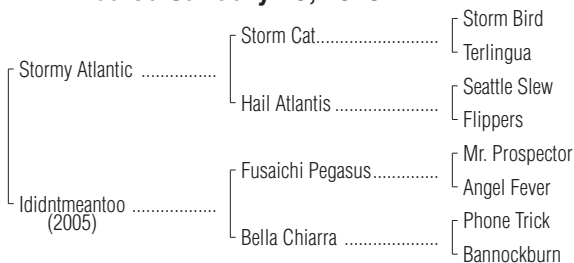 Storm Bird
Storm Cat..........................
Terlingua
Stormy Atlantic ................
Seattle Slew
Hail Atlantis ......................
Flippers
Mr. Prospector
Fusaichi Pegasus..............
Angel Fever
Ididntmeantoo ..................
(2005)
Phone Trick
Bella Chiarra ....................
Bannockburn